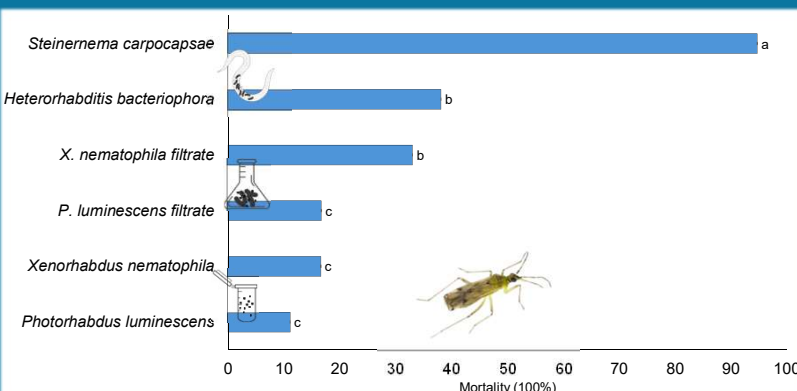 Steinernema carpocapsae
a
Heterorhabditis bacteriophora
b
X. nematophila filtrate
b
P. luminescens filtrate
c
Xenorhabdus nematophila
c
Photorhabdus luminescens
c
0 10 20 30 40 50 60 70 80 90 100
Mortality (100%)